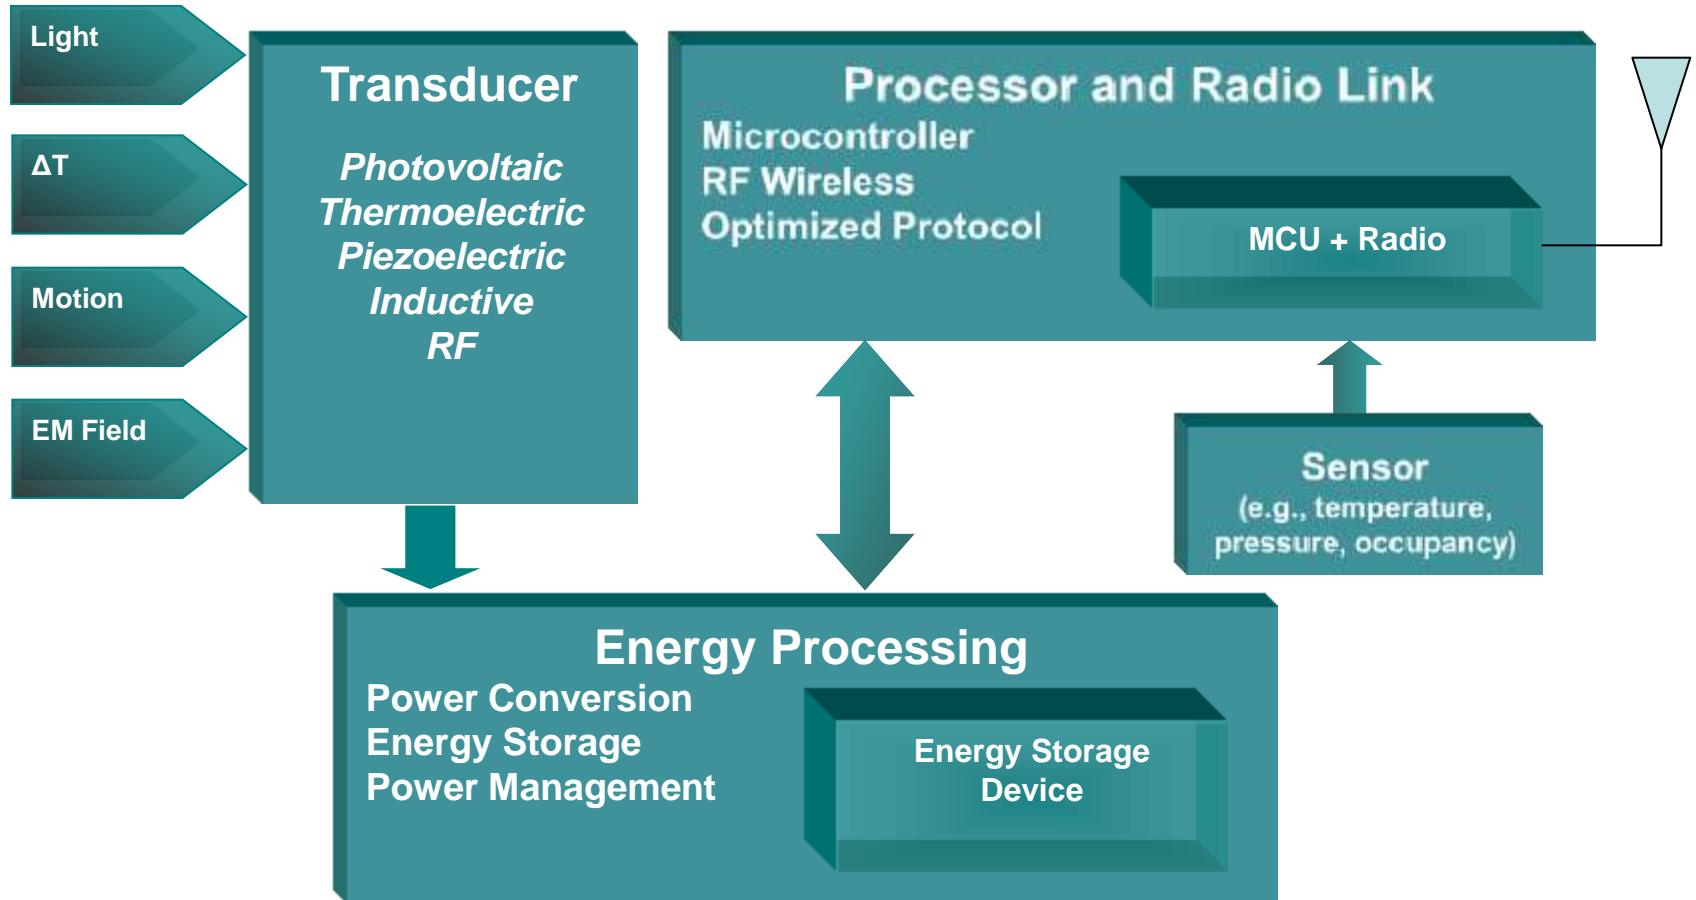 Light
ΔT
Motion
EM Field
Transducer
Photovoltaic
Thermoelectric
Piezoelectric
Inductive
RF
Processor and Radio Link
Microcontroller
RF Wireless
Optimized Protocol
MCU + Radio
Sensor
(e.g., temperature,
pressure, occupancy)
Energy Processing
Power Conversion
Energy Storage
Power Management
Energy Storage
Device